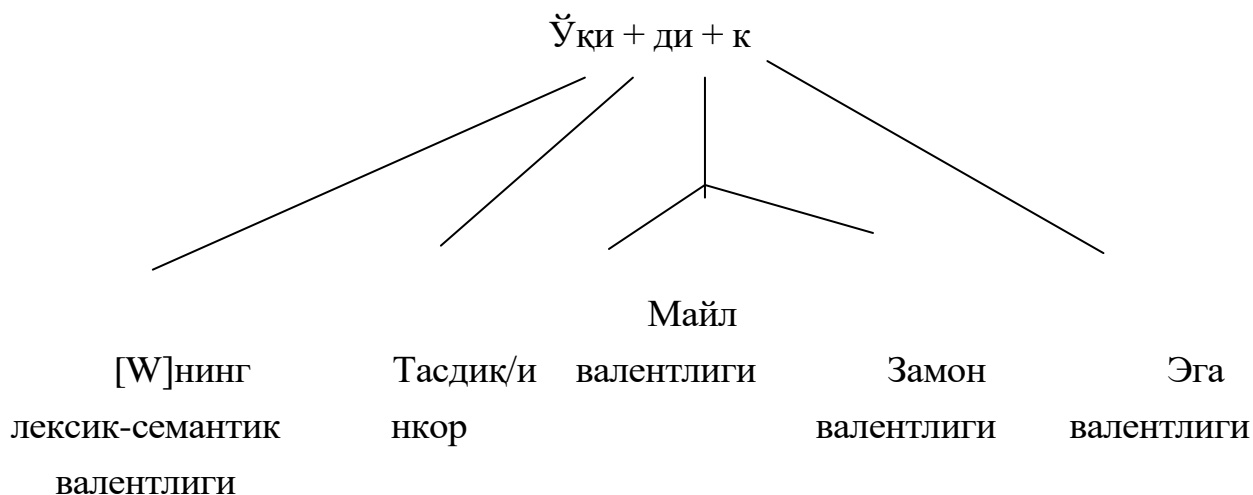 Ўқи + ди + к
Майл
[W]нинг Тасдиқ/и валентлиги Замон Эга
лексик-семантик нкор валентлиги валентлиги
валентлиги